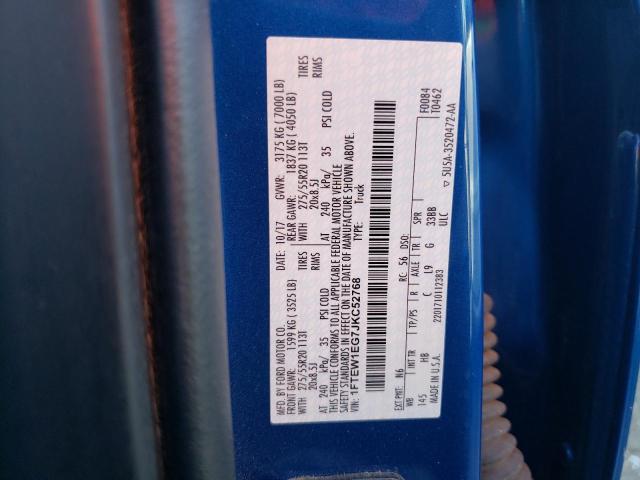 MFD. BY FORD MOTOR CO.
DATE: 10/17 GVWR: 3175 KG ( 7000 LB)
FRONT GAWR: 1599 KG ( 3525 LB) REAR GAWR: 1837 KG ( 4050 LB)
WITH 275/55R20 113T TIRES WITH 275/55R20 113T TIRES
20x8.5J RIMS 20x8.5J RIMS
AT 240 kPa/ 35 PSI COLD AT 240 kPa/ 35 PSI COLD
THIS VEHICLE CONFORMS TO ALL APPLICABLE FEDERAL MOTOR VEHICLE
SAFETY STANDARDS IN EFFECT ON THE DATE OF MANUFACTURE SHOWN ABOVE.
VIN: 1FTEW1EG7JKC52768 TYPE: Truck
F0084
T0462
EXT PNT: N6 RC: 56 DSO:
WB INT TR TP/PS R AXLE TR SPR
145 HB C L9 G 33BB
MADE IN U.S.A. 2201710112383 ULC
▽ 5U5A-3520472-AA